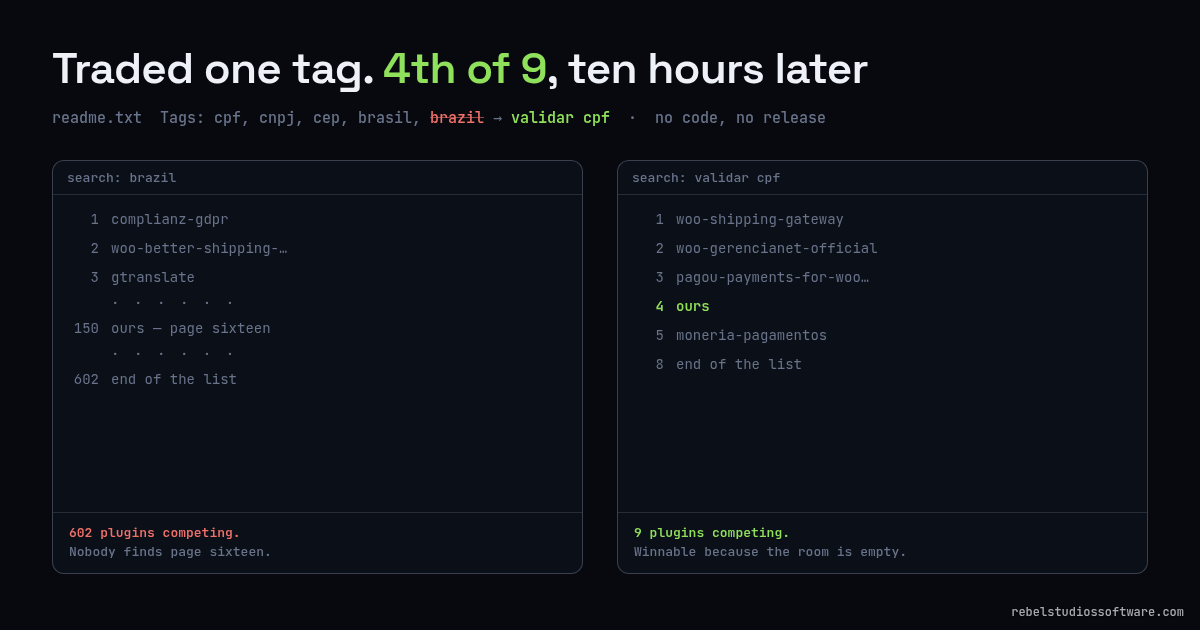 Traded one tag. 4th of 9, ten hours later
readme.txt  Tags: cpf, cnpj, cep, brasil, brazil → validar cpf  ·  no code, no release
search: brazil
1 complianz-gdpr
2 woo-better-shipping-…
3 gtranslate
· · · · · ·
150 ours — page sixteen
· · · · · ·
602 end of the list
602 plugins competing.
Nobody finds page sixteen.
search: validar cpf
1 woo-shipping-gateway
2 woo-gerencianet-official
3 pagou-payments-for-woo…
4 ours
5 moneria-pagamentos
8 end of the list
9 plugins competing.
Winnable because the room is empty.
rebelstudiossoftware.com